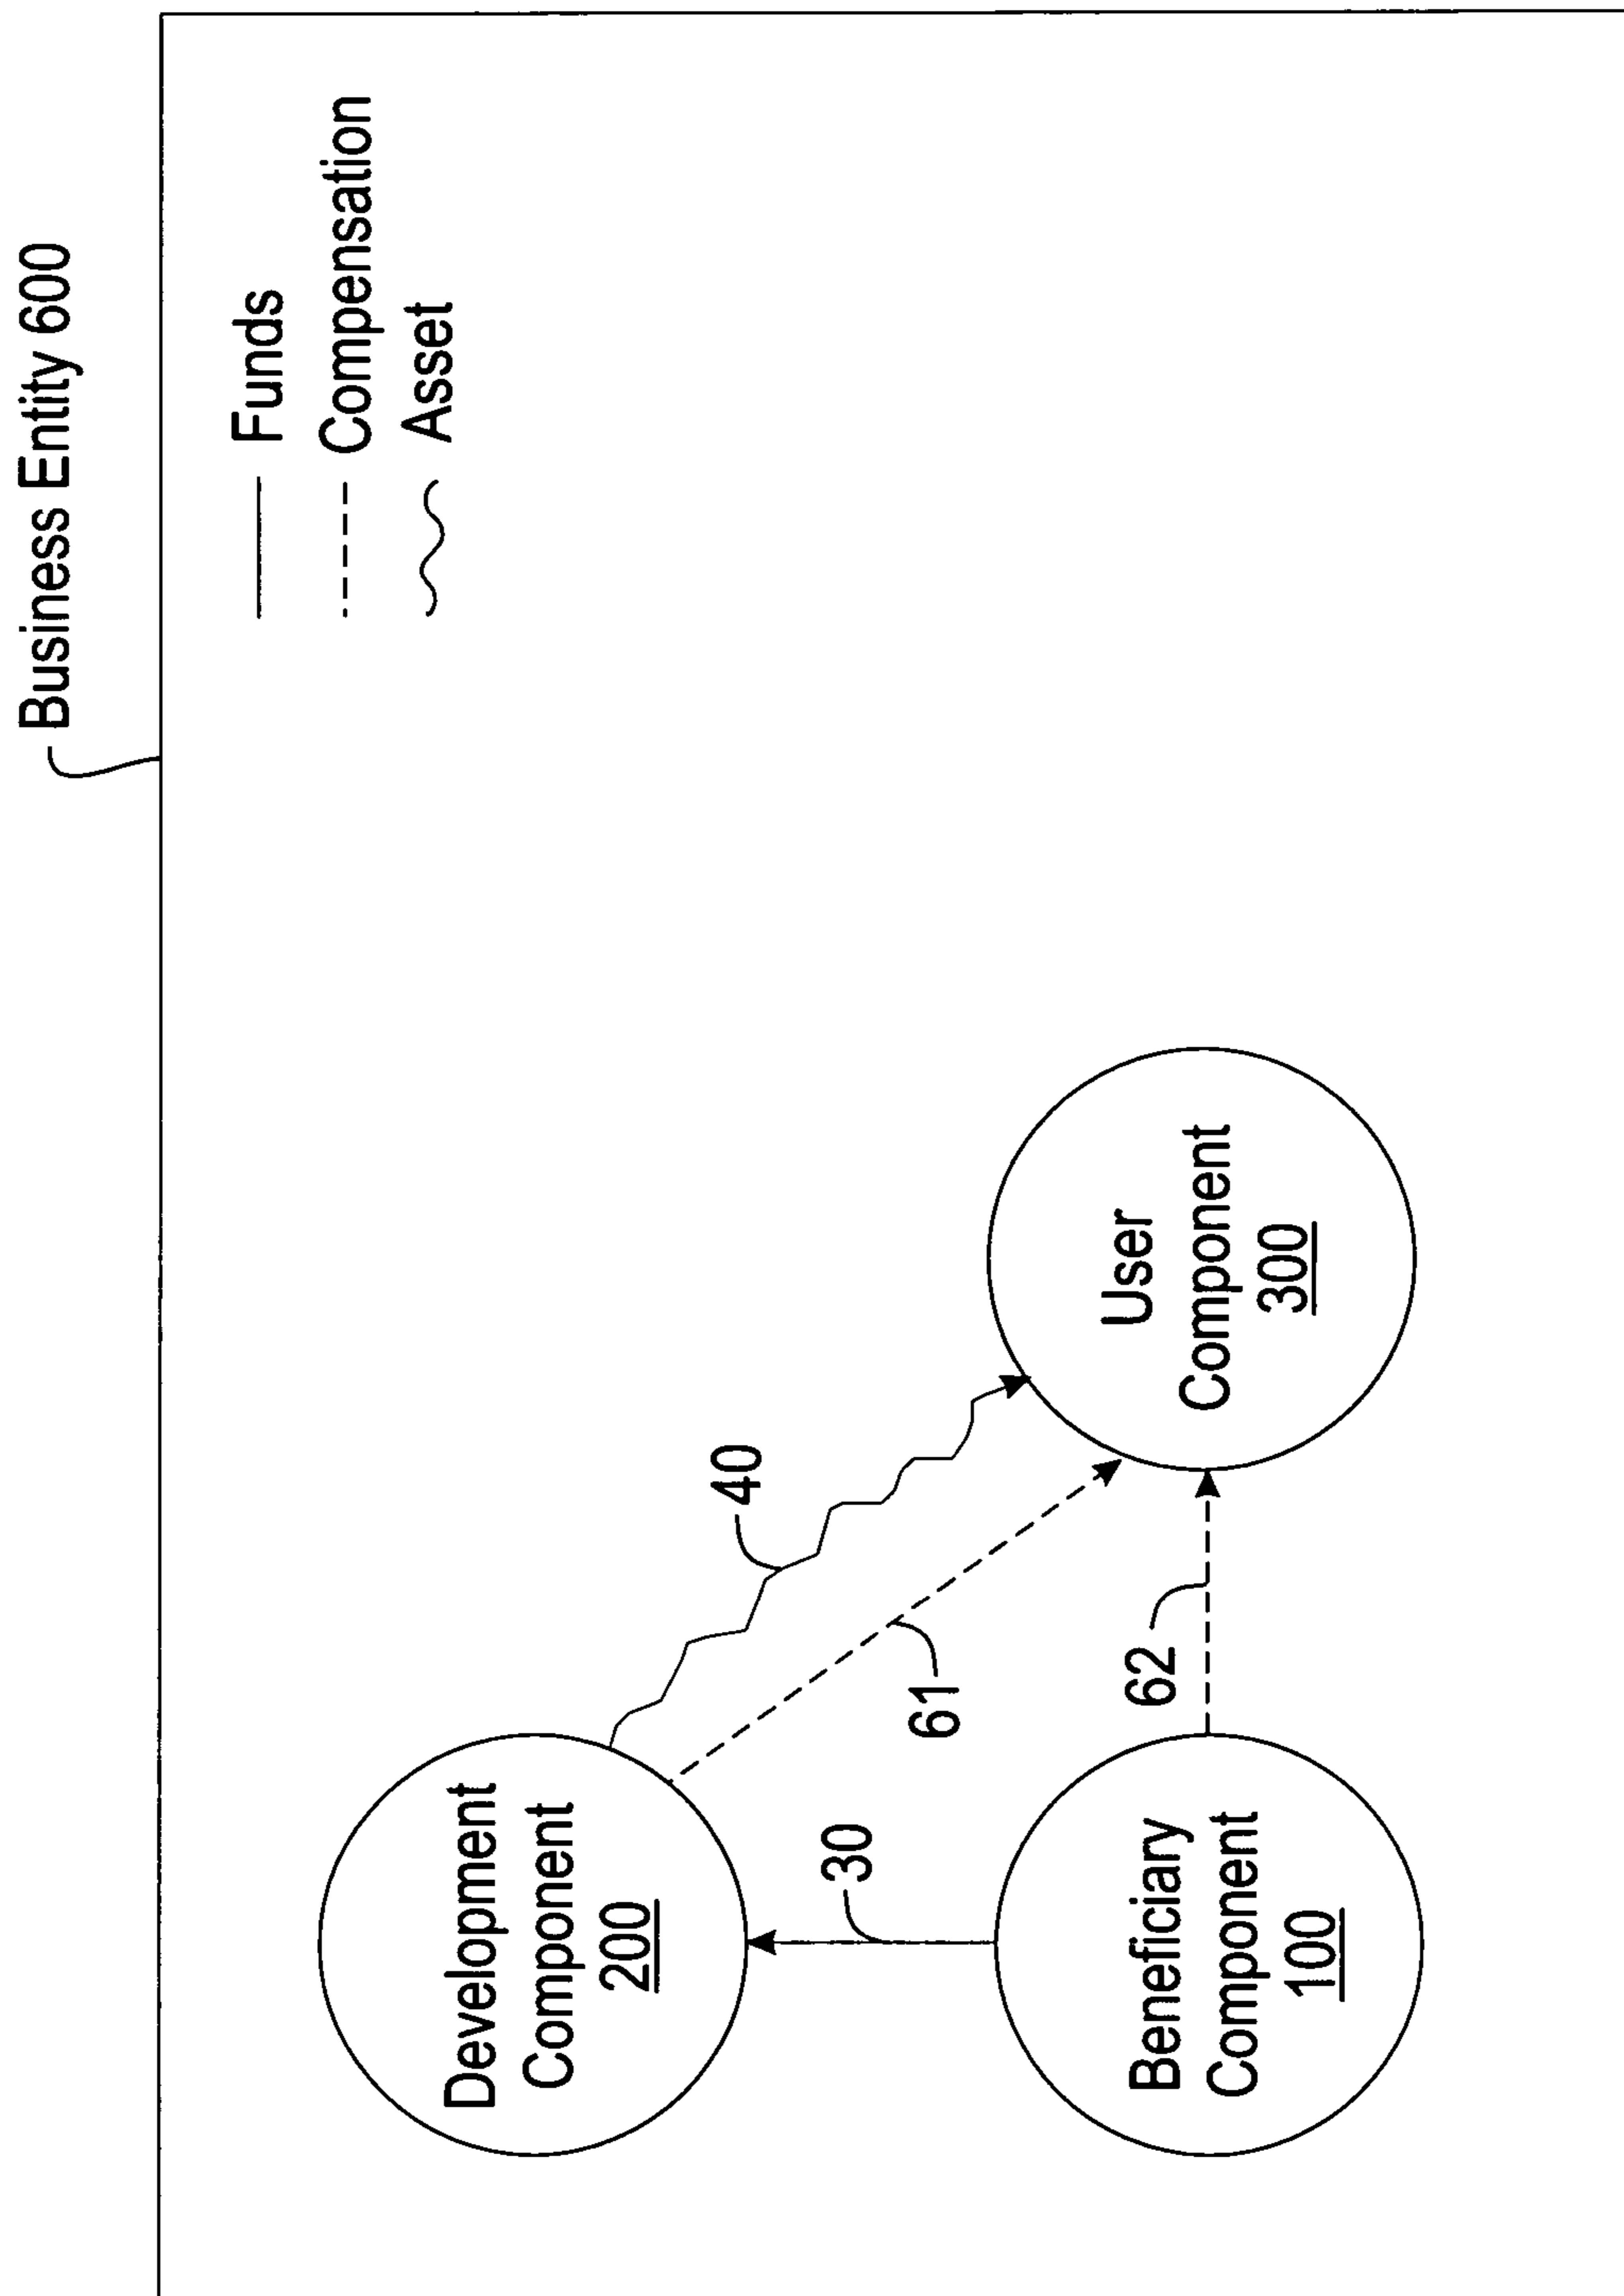 Business Entity 600
Funds
Compensation
Asset
Development
Component
200
40
30
61
62
Beneficiary
Component
100
User
Component
300